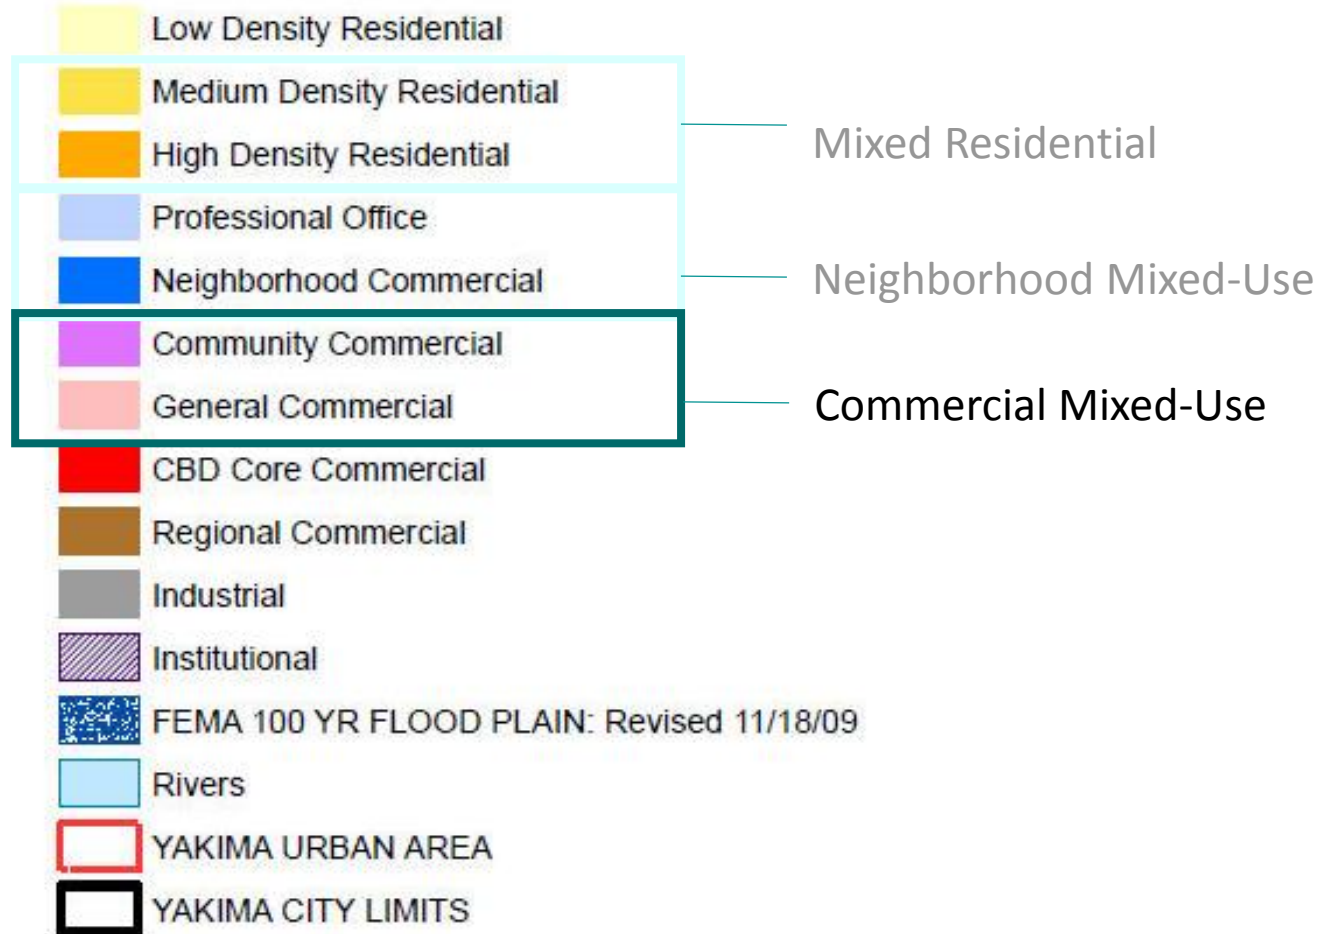 Low Density Residential
Medium Density Residential
High Density Residential
Mixed Residential
Professional Office
Neighborhood Commercial
Neighborhood Mixed-Use
Community Commercial
General Commercial
Commercial Mixed-Use
CBD Core Commercial
Regional Commercial
Industrial
Institutional
FEMA 100 YR FLOOD PLAIN: Revised 11/18/09
Rivers
YAKIMA URBAN AREA
YAKIMA CITY LIMITS